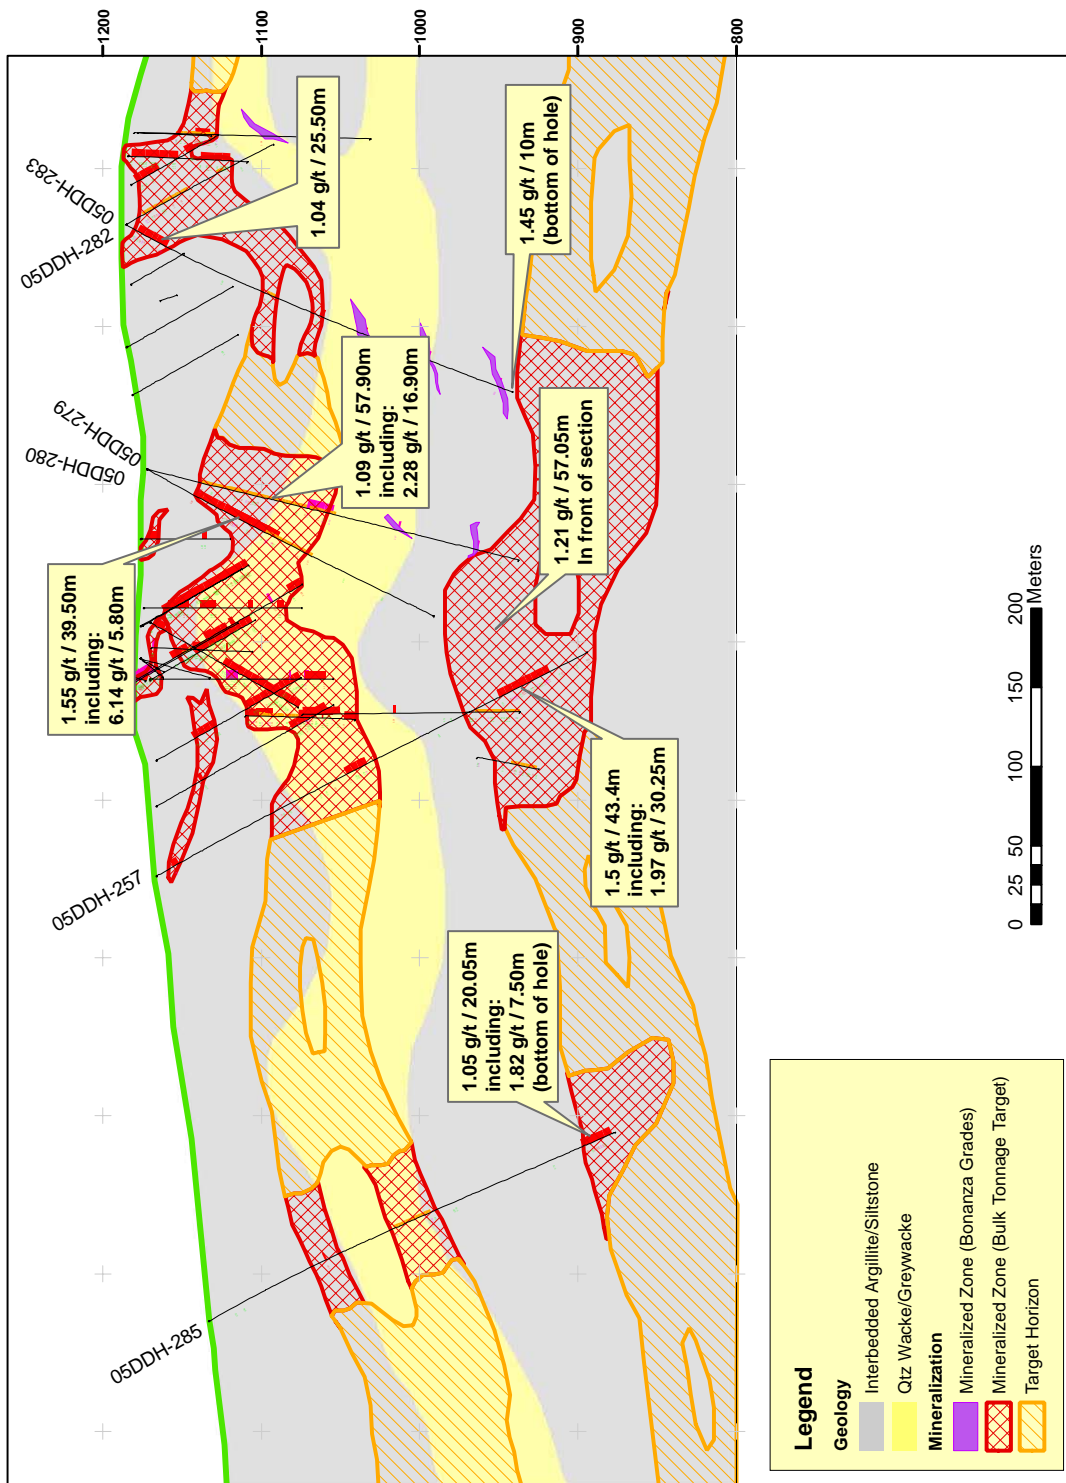 1200
1100
1000
900
800
05DDH-285
05DDH-257
05DDH-280
05DDH-279
05DDH-282
05DDH-283
1.55 g/t / 39.50m
including:
6.14 g/t / 5.80m
1.09 g/t / 57.90m
including:
2.28 g/t / 16.90m
1.04 g/t / 25.50m
1.45 g/t / 10m
(bottom of hole)
1.21 g/t / 57.05m
In front of section
1.5 g/t / 43.4m
including:
1.97 g/t / 30.25m
1.05 g/t / 20.05m
including:
1.82 g/t / 7.50m
(bottom of hole)
Legend
Geology
Interbedded Argillite/Siltstone
Qtz Wacke/Greywacke
Mineralization
Mineralized Zone (Bonanza Grades)
Mineralized Zone (Bulk Tonnage Target)
Target Horizon
0 25 50 100 150 200
Meters